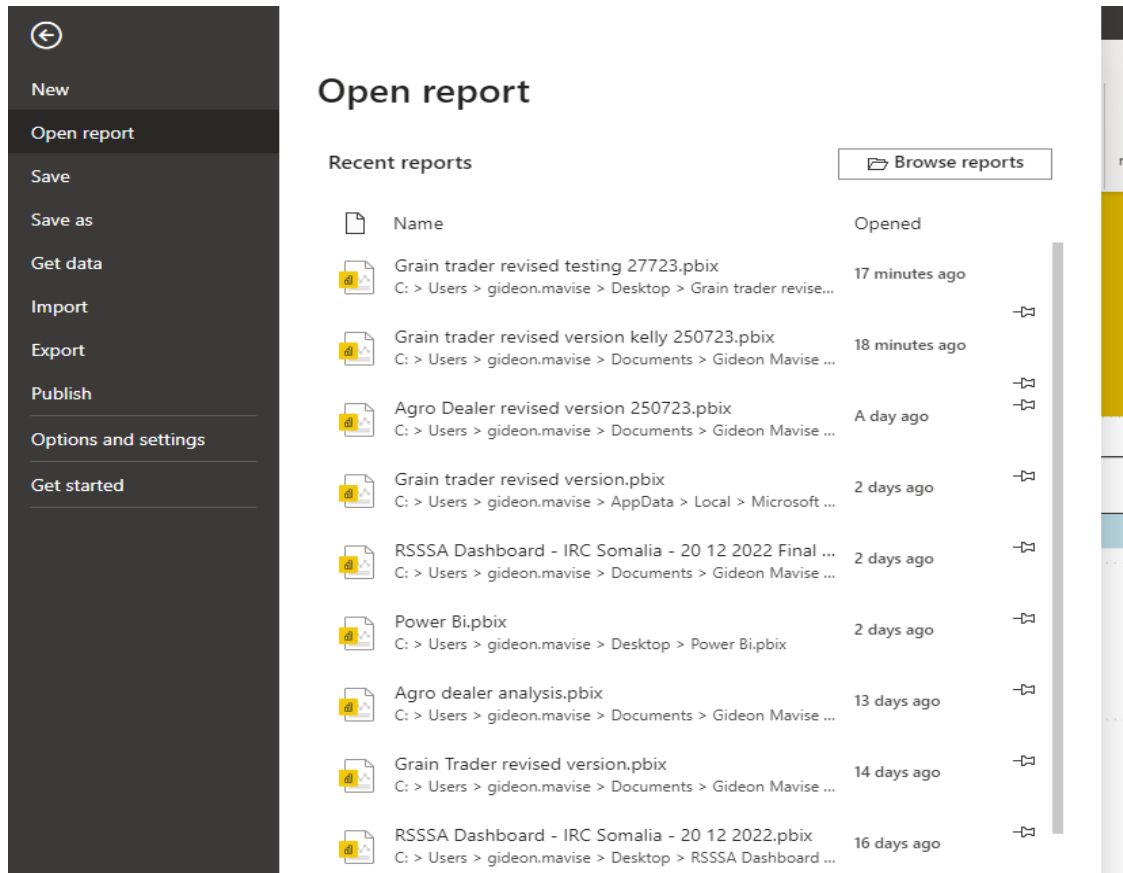 New
Open report
Save
Save as
Get data
Import
Export
Publish
Options and settings
Get started
Open report
Recent reports
Browse reports
Name Opened
Grain trader revised testing 27723.pbix
C: > Users > gideon.mavise > Desktop > Grain trader revise...
17 minutes ago
Grain trader revised version kelly 250723.pbix
C: > Users > gideon.mavise > Documents > Gideon Mavise ...
18 minutes ago
Agro Dealer revised version 250723.pbix
C: > Users > gideon.mavise > Documents > Gideon Mavise ...
A day ago
Grain trader revised version.pbix
C: > Users > gideon.mavise > AppData > Local > Microsoft ...
2 days ago
RSSSA Dashboard - IRC Somalia - 20 12 2022 Final ...
C: > Users > gideon.mavise > Documents > Gideon Mavise ...
2 days ago
Power Bi.pbix
C: > Users > gideon.mavise > Desktop > Power Bi.pbix
2 days ago
Agro dealer analysis.pbix
C: > Users > gideon.mavise > Documents > Gideon Mavise ...
13 days ago
Grain Trader revised version.pbix
C: > Users > gideon.mavise > Documents > Gideon Mavise ...
14 days ago
RSSSA Dashboard - IRC Somalia - 20 12 2022.pbix
C: > Users > gideon.mavise > Desktop > RSSSA Dashboard ...
16 days ago